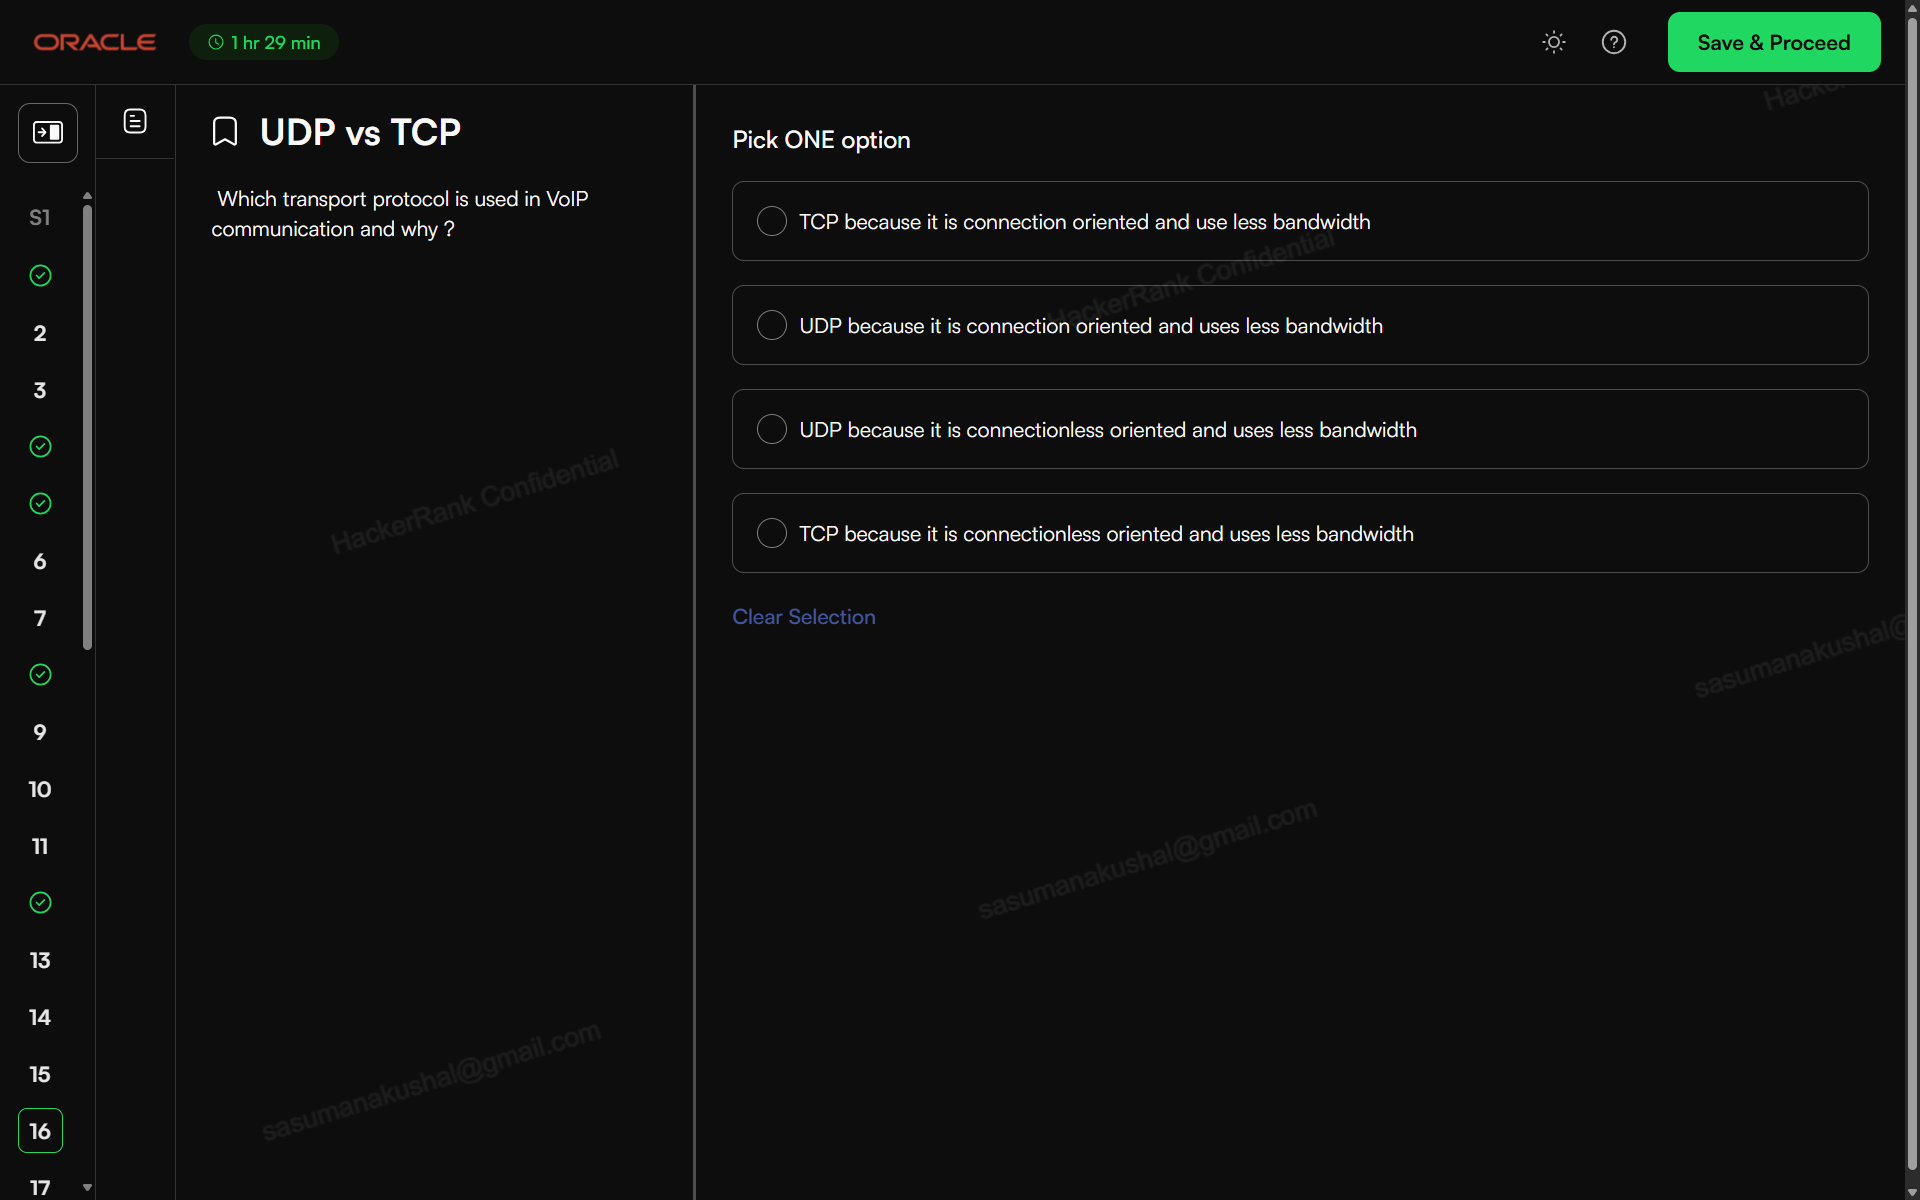 ORACLE
1 hr 29 min
Save & Proceed
S1
2
3
6
7
9
10
11
13
14
15
16
17
UDP vs TCP
Which transport protocol is used in VoIP
communication and why ?
Pick ONE option
TCP because it is connection oriented and use less bandwidth
UDP because it is connection oriented and uses less bandwidth
UDP because it is connectionless oriented and uses less bandwidth
TCP because it is connectionless oriented and uses less bandwidth
Clear Selection
HackerRank Confidential
HackerRank Confidential
sasumanakushal@gmail.com
sasumanakushal@gmail.com
sasumanakushal@
Hacker